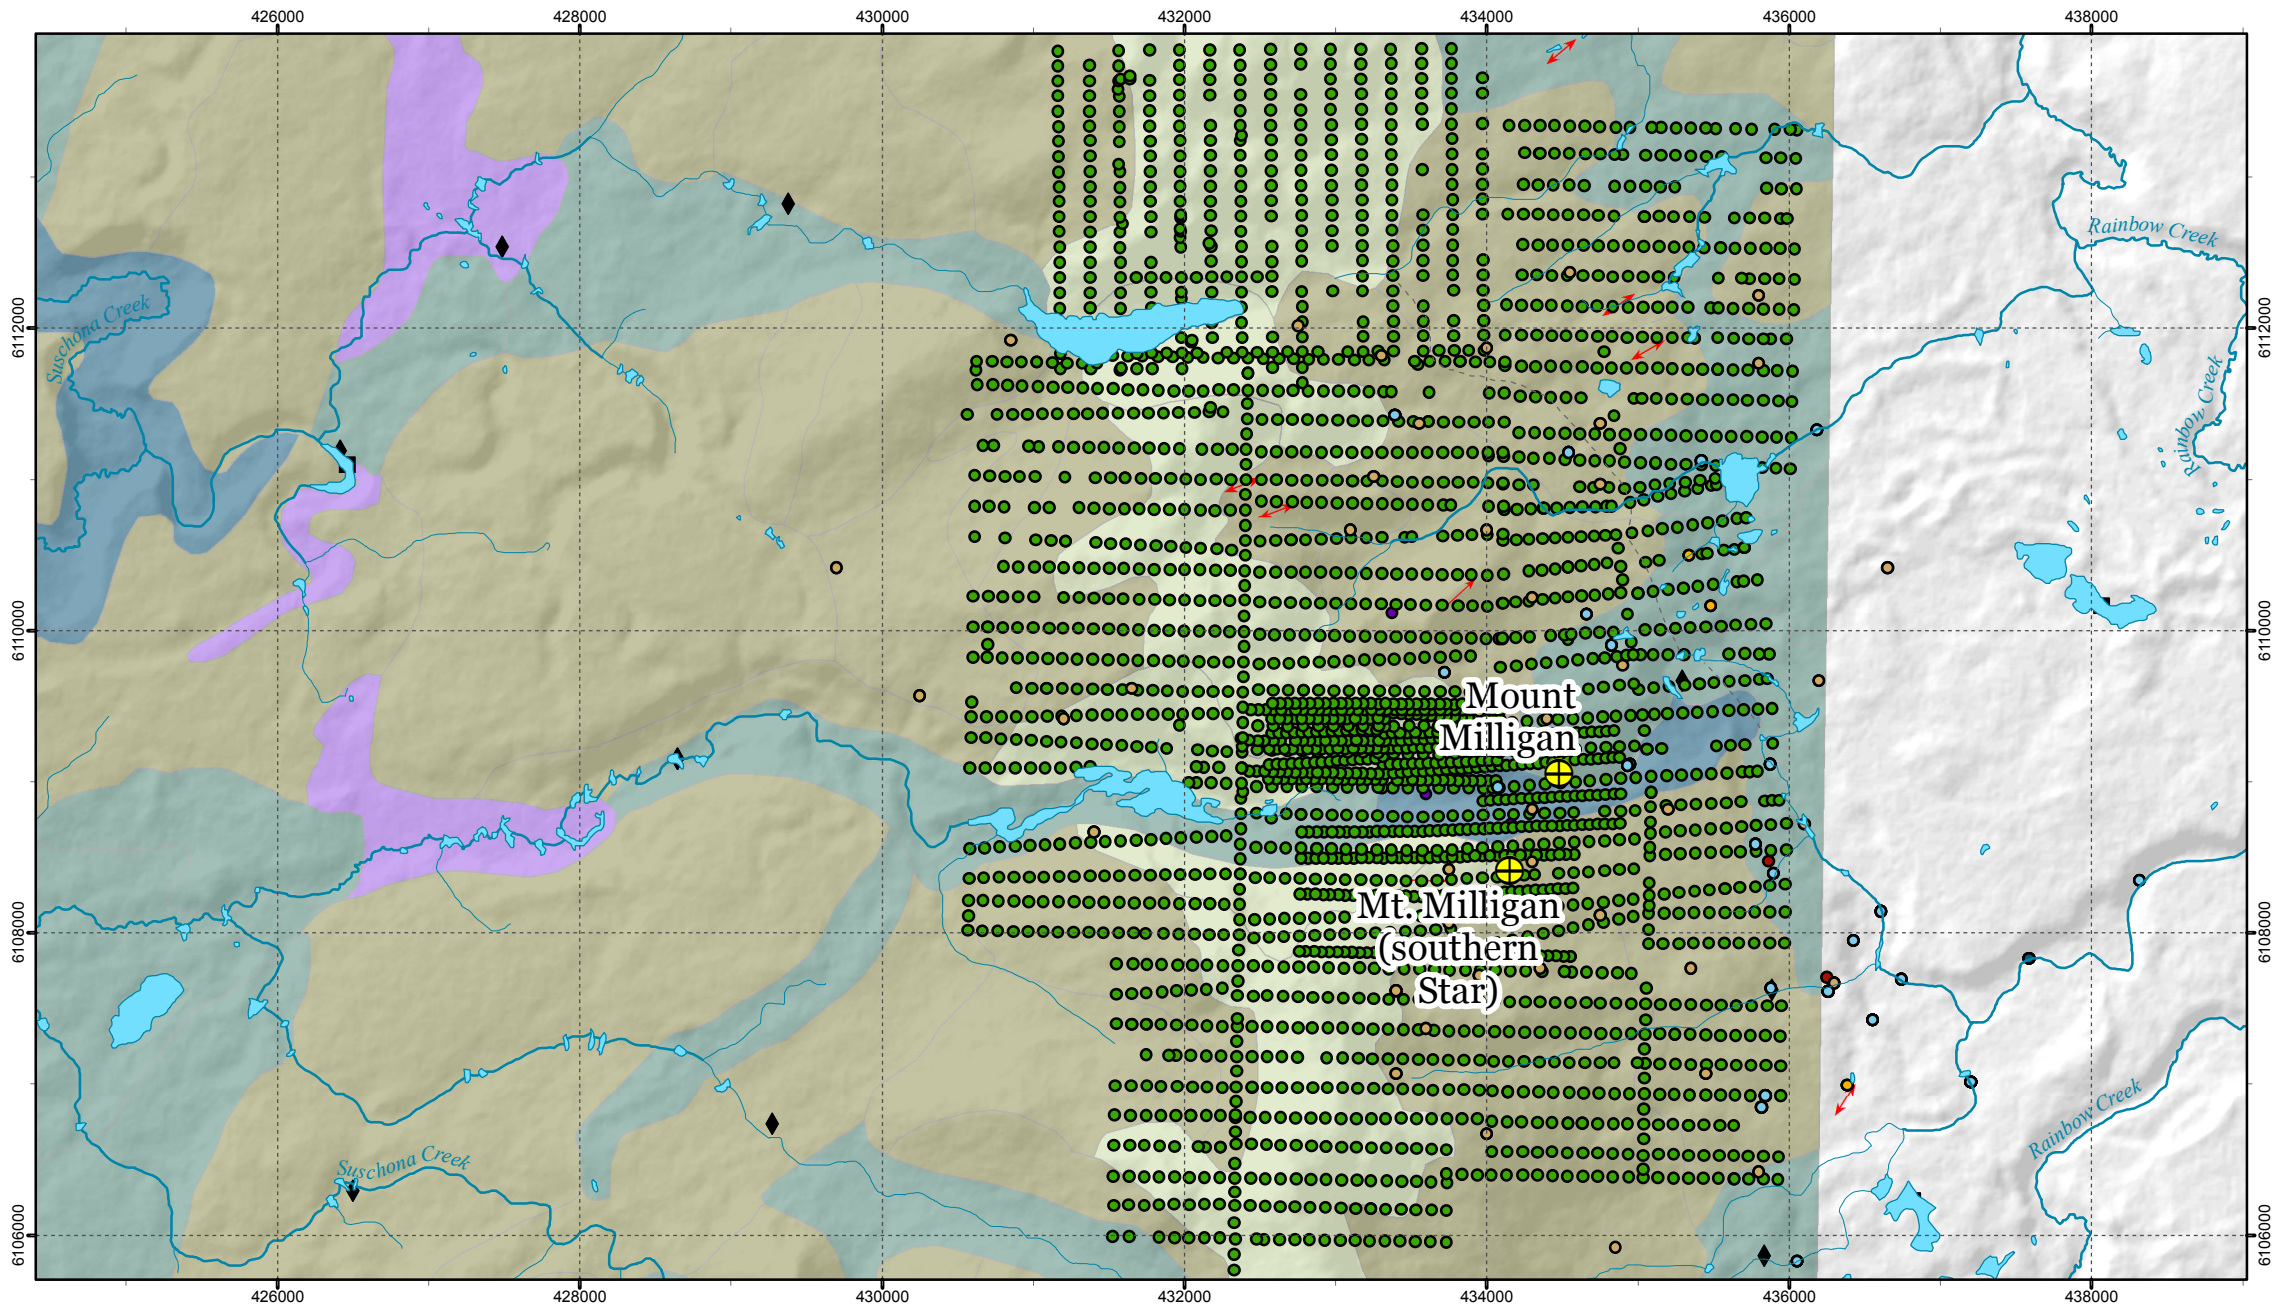 426000 428000 430000 432000 434000 436000 438000
Rainbow Creek
Suschona Creek
6112000 6112000
Rainbow Creek
6110000 6110000
Mount
Milligan
Mt. Milligan
(southern
Star)
6108000 6108000
Rainbow Creek
Suschona Creek
6106000 6106000
426000 428000 430000 432000 434000 436000 438000